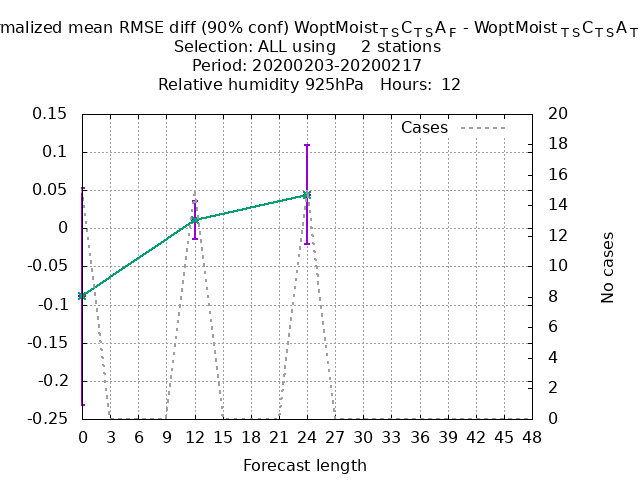 mean RMSE diff (90% conf) WoptMoist_TSC_TSA_F - WoptMoist_TSC_TSA_T
Selection: ALL using 2 stations
Period: 20200203-20200217
Relative humidity 925hPa Hours: 12
Cases
0.15
0.1
0.05
0
-0.05
-0.1
-0.15
-0.2
-0.25
20
18
16
14
12
10
8
6
4
2
0
No cases
0 3 6 9 12 15 18 21 24 27 30 33 36 39 42 45 48
Forecast length